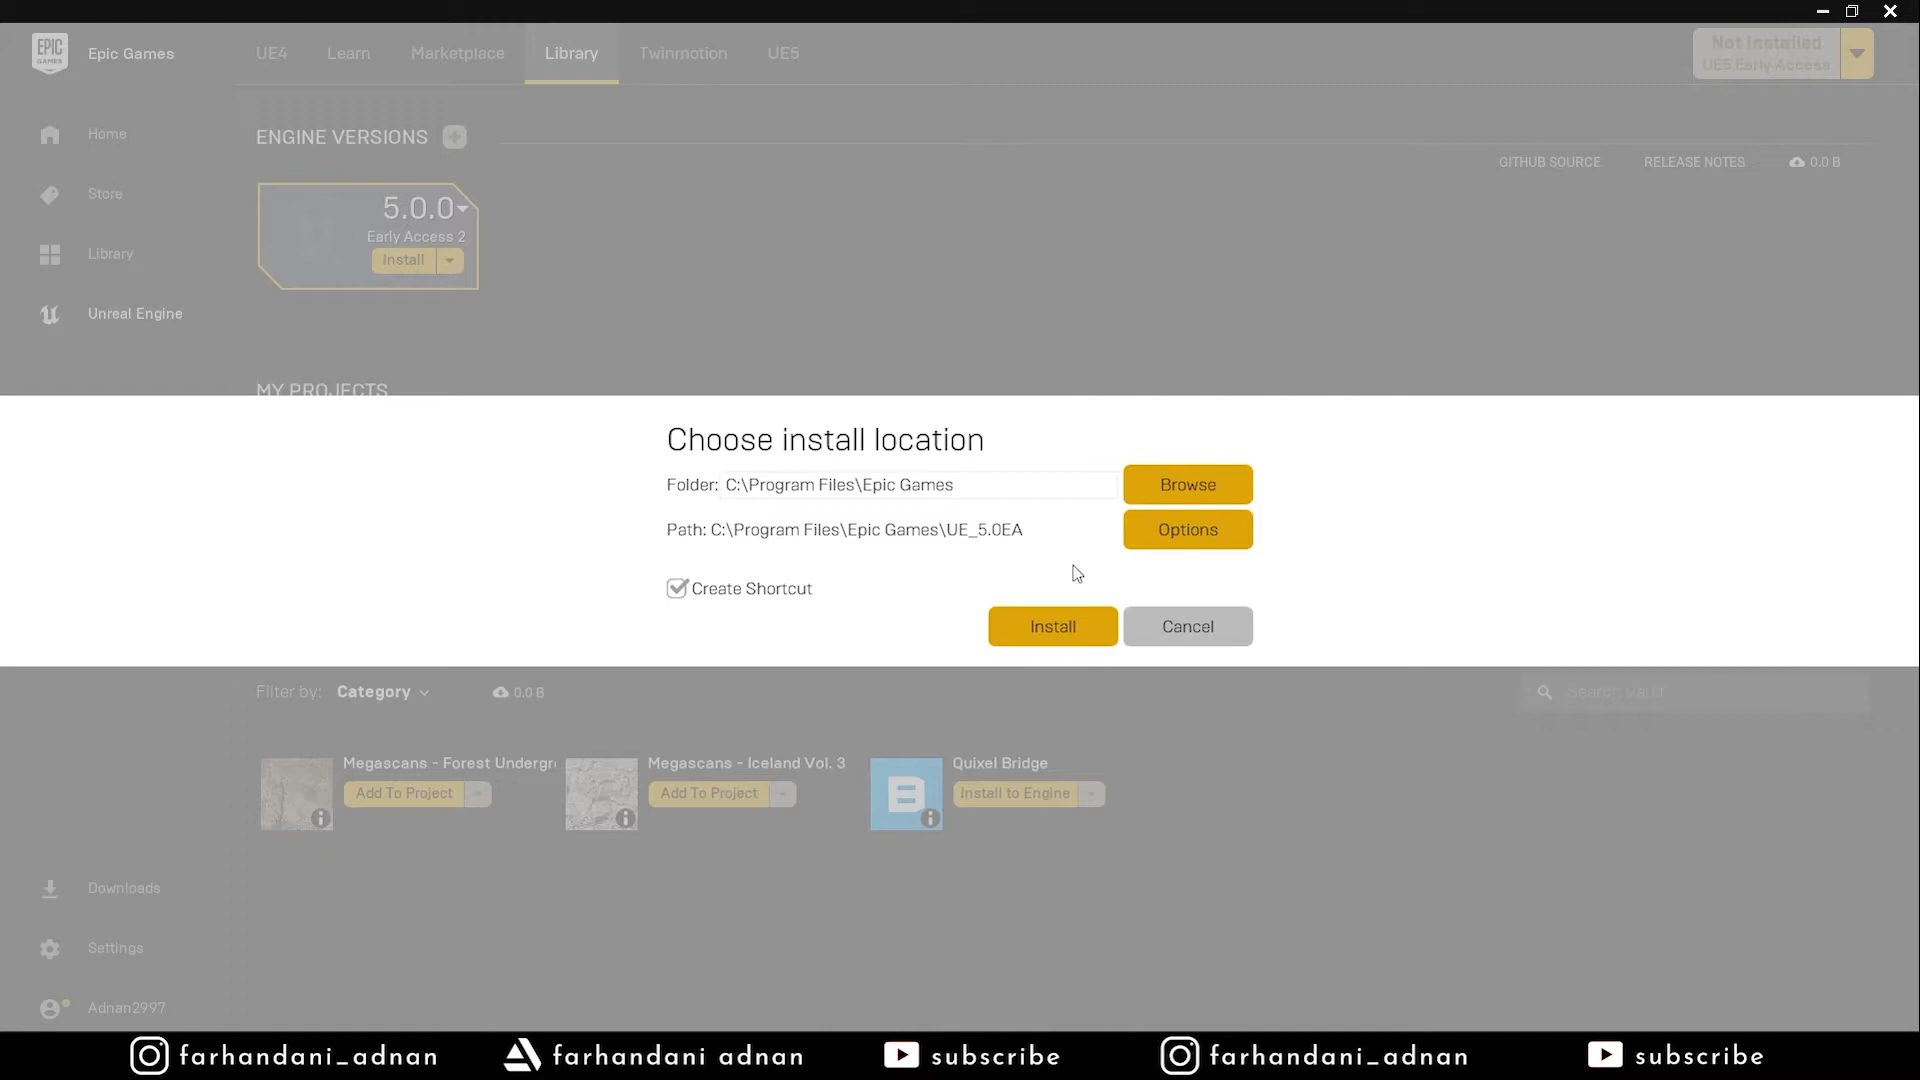 EPIC
GAMES
Epic Games
UE4
Learn
Marketplace
Library
Twinmotion
UE5
Not Installed
UE5 Early Access
Home
Store
Library
Unreal Engine
ENGINE VERSIONS
GITHUB SOURCE
RELEASE NOTES
0.0 B
5.0.0
Early Access 2
Install
MY PROJECTS
Choose install location
Folder: C:\Program Files\Epic Games
Browse
Path: C:\Program Files\Epic Games\UE_5.0EA
Options
Create Shortcut
Install
Cancel
Filter by:
Category
0.0 B
Search Vault
Megascans - Forest Undergr
Add To Project
Megascans - Iceland Vol. 3
Add To Project
Quixel Bridge
Install to Engine
Downloads
Settings
Adnan2997
farhandani_adnan
farhandani adnan
subscribe
farhandani_adnan
subscribe